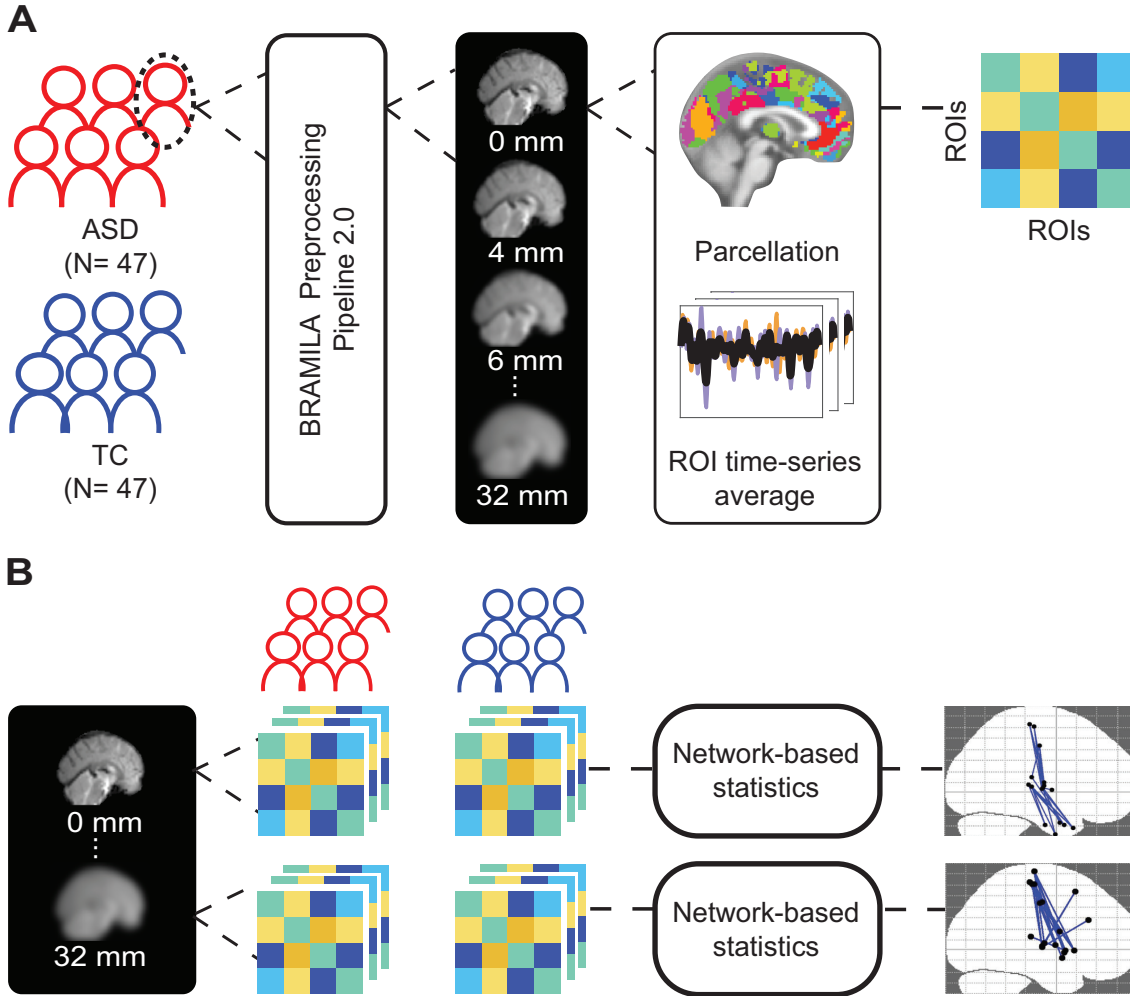 A
ASD
(N= 47)
TC
(N= 47)
BRAMILA Preprocessing
Pipeline 2.0
0 mm
4 mm
6 mm
32 mm
Parcellation
ROI time-series
average
ROIs
ROIs
B
0 mm
32 mm
Network-based
statistics
Network-based
statistics